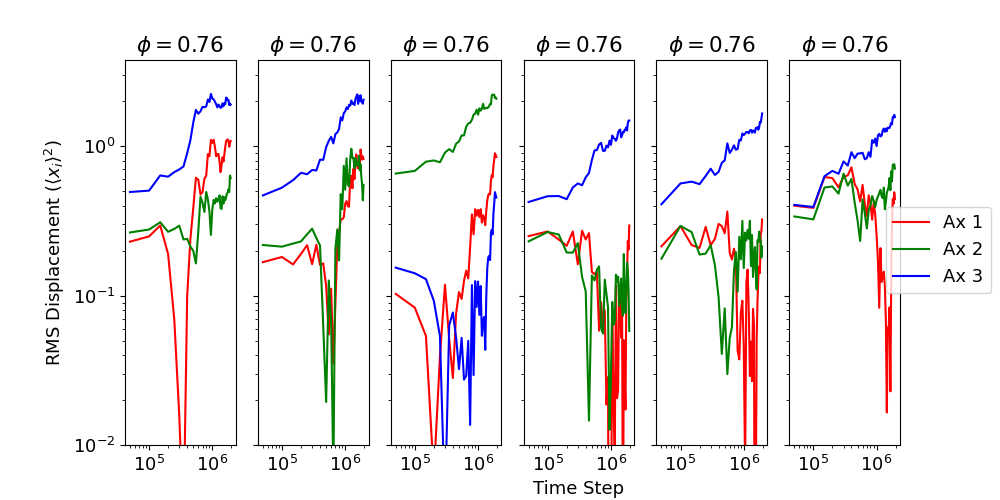 ϕ = 0.76 ϕ = 0.76 ϕ = 0.76 ϕ = 0.76 ϕ = 0.76 ϕ = 0.76
RMS Displacement (⟨x_i⟩²)
10⁰
10⁻¹
10⁻²
Ax 1
Ax 2
Ax 3
10⁵ 10⁶ 10⁵ 10⁶ 10⁵ 10⁶ 10⁵ 10⁶ 10⁵ 10⁶ 10⁵ 10⁶
Time Step